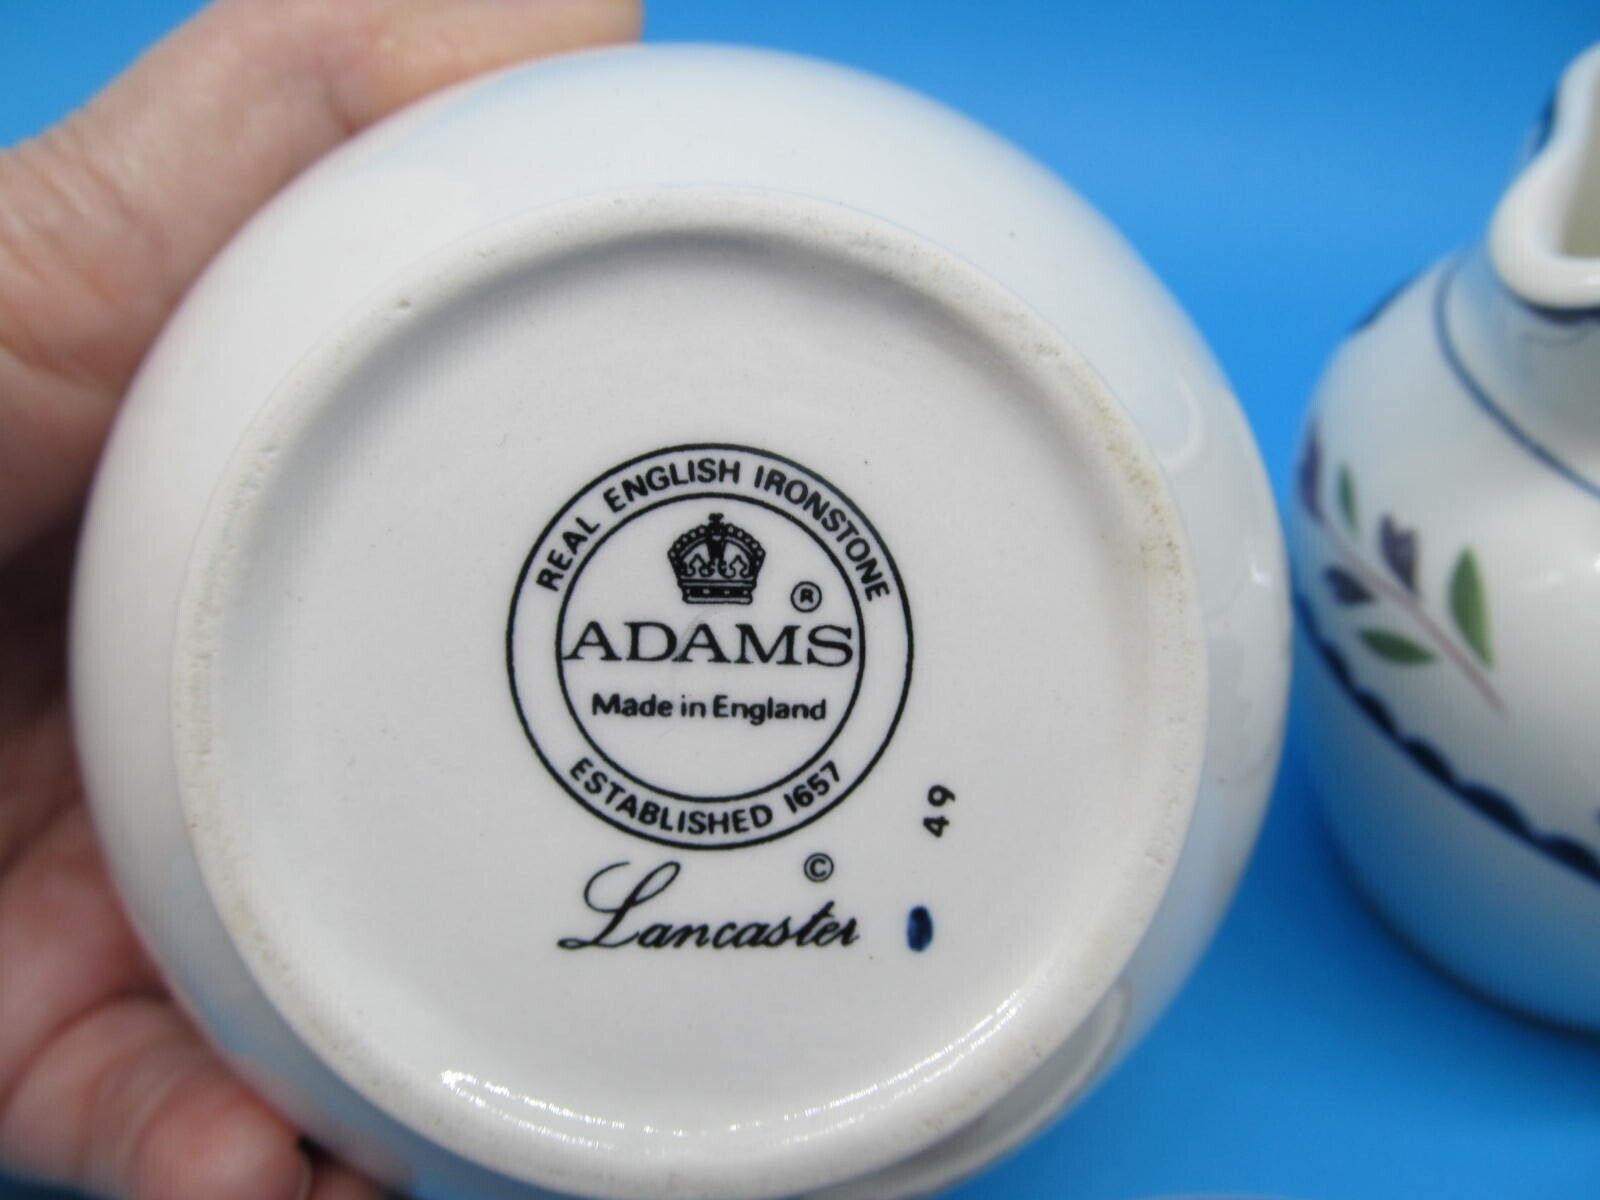 REAL ENGLISH IRONSTONE
®
ADAMS
Made in England
ESTABLISHED 1657
49
©
Lancaster